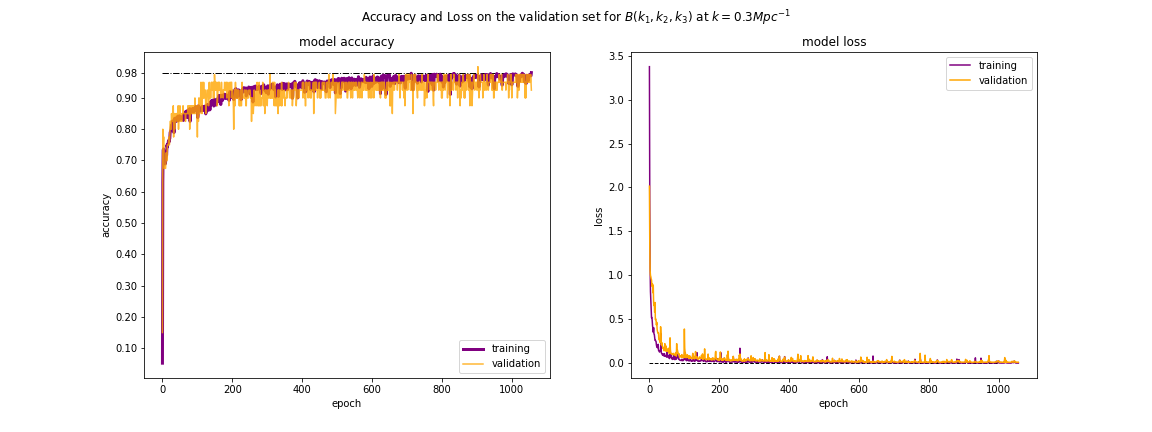 Accuracy and Loss on the validation set for B(k₁, k₂, k₃) at k = 0.3Mpc⁻¹
model accuracy
0.98
0.90
0.80
0.70
0.60
0.50
0.40
0.30
0.20
0.10
accuracy
training
validation
0 200 400 600 800 1000
epoch
model loss
3.5
3.0
2.5
2.0
1.5
1.0
0.5
0.0
loss
training
validation
0 200 400 600 800 1000
epoch